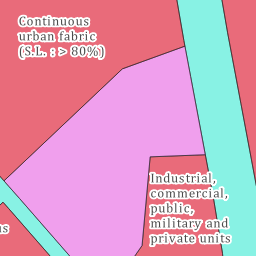 Continuous
urban fabric
(S.L. : > 80%)
Industrial,
commercial,
public,
military and
private units